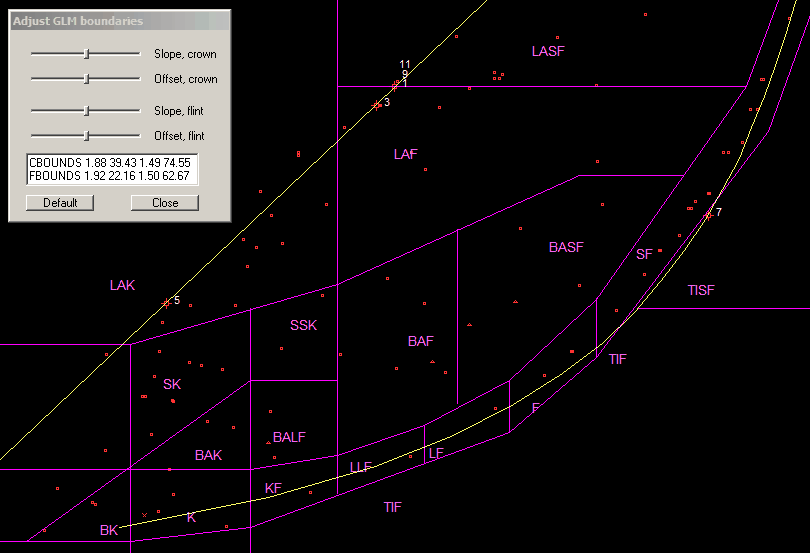 Adjust GLM boundaries
Slope, crown
Offset, crown
Slope, flint
Offset, flint
CBOUNDS 1.88 39.43 1.49 74.55
FBOUNDS 1.92 22.16 1.50 62.67
Default Close
LASF
11
9
1
3
LAF
7
BASF
SF
LAK
TISF
5
SSK
BAF
TIF
SK
F
BALF
BAK
LF
LLF
KF
TIF
K
BK